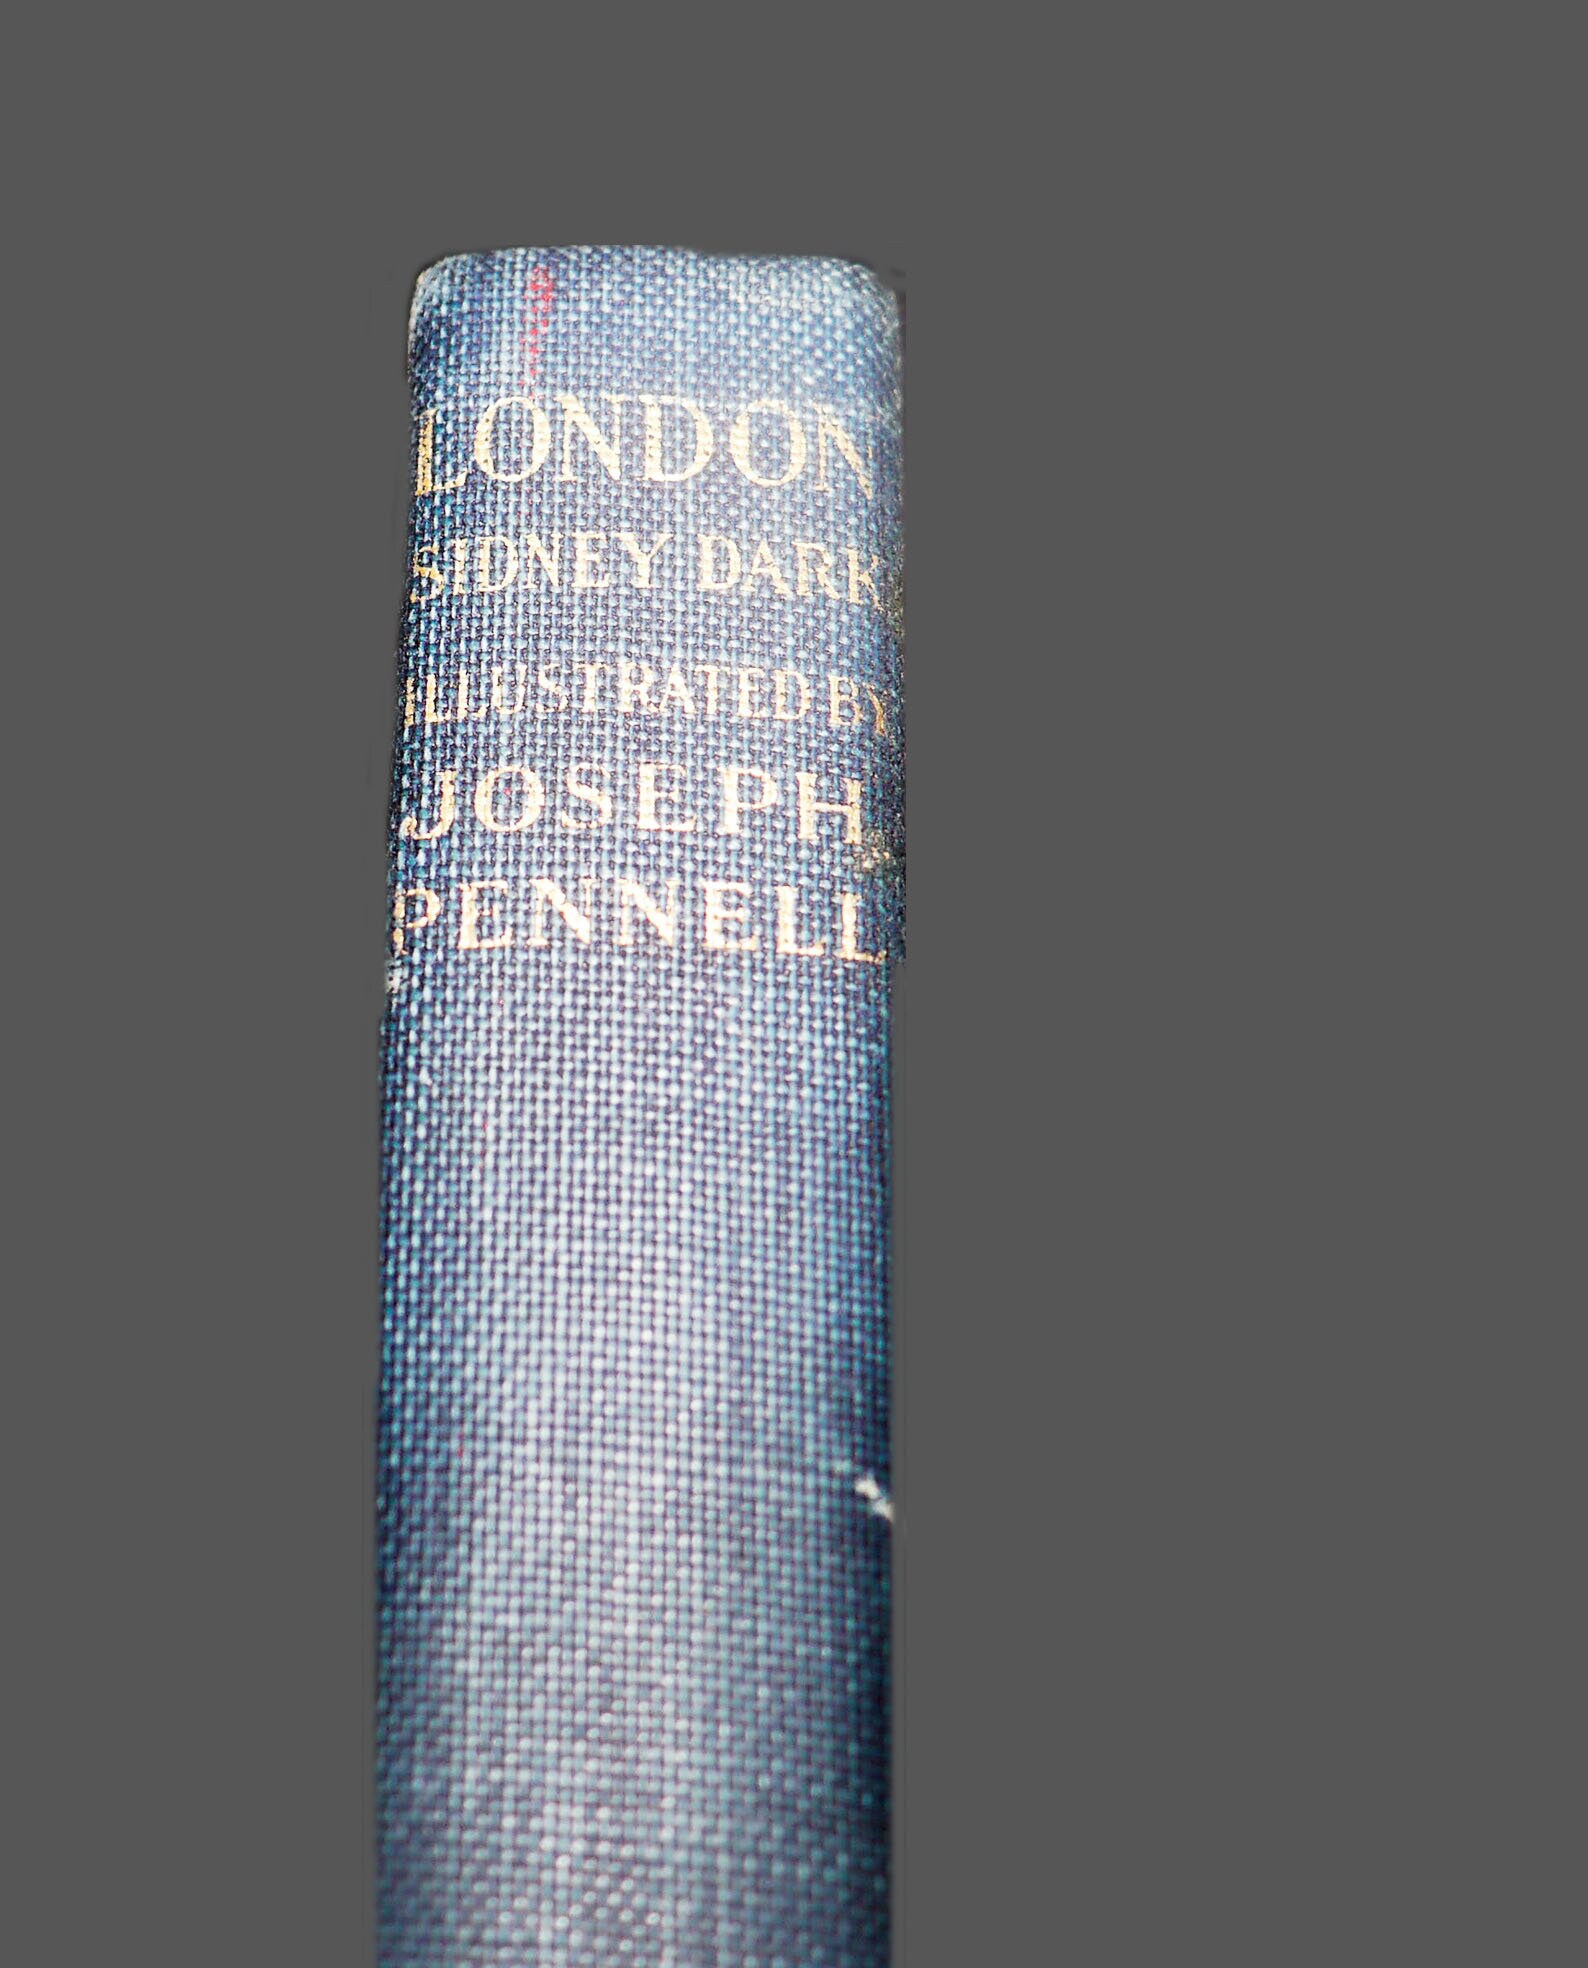 LONDON
SIDNEY DARK
ILLUSTRATED BY
JOSEPH
PENNELL